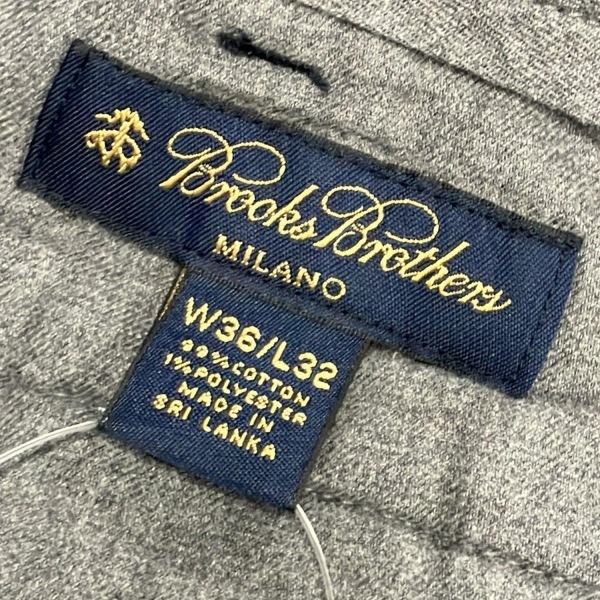 Brooks Brothers
MILANO
W36/L32
99% COTTON
1% POLYESTER
MADE IN
SRI LANKA